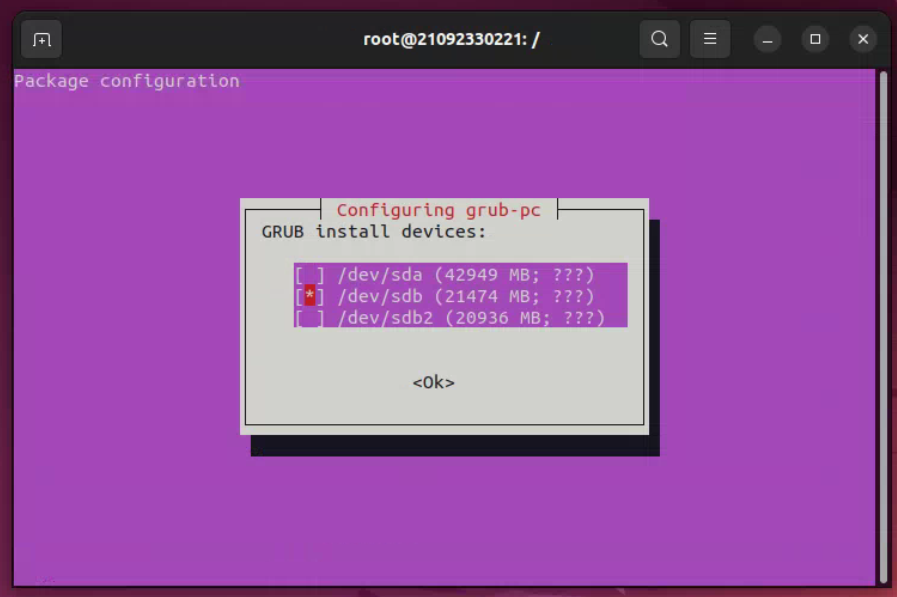 root@21092330221: /
Package configuration
Configuring grub-pc
GRUB install devices:
[ ] /dev/sda (42949 MB; ???)
[*] /dev/sdb (21474 MB; ???)
[ ] /dev/sdb2 (20936 MB; ???)
<Ok>